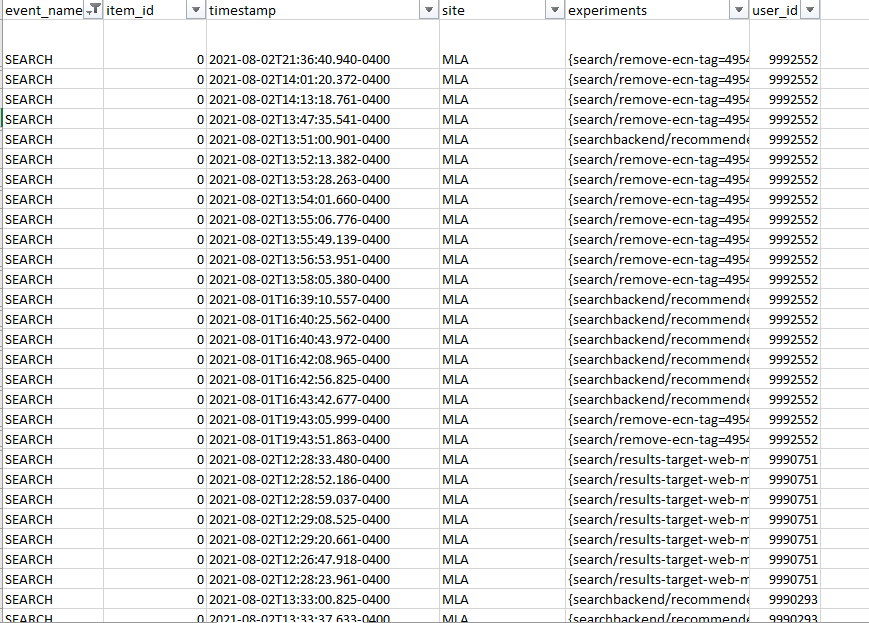 event_name item_id timestamp site experiments user_id
SEARCH 0 2021-08-02T21:36:40.940-0400 MLA {search/remove-ecn-tag=4954 9992552
SEARCH 0 2021-08-02T14:01:20.372-0400 MLA {search/remove-ecn-tag=4954 9992552
SEARCH 0 2021-08-02T14:13:18.761-0400 MLA {search/remove-ecn-tag=4954 9992552
SEARCH 0 2021-08-02T13:47:35.541-0400 MLA {search/remove-ecn-tag=4954 9992552
SEARCH 0 2021-08-02T13:51:00.901-0400 MLA {searchbackend/recommende 9992552
SEARCH 0 2021-08-02T13:52:13.382-0400 MLA {search/remove-ecn-tag=4954 9992552
SEARCH 0 2021-08-02T13:53:28.263-0400 MLA {search/remove-ecn-tag=4954 9992552
SEARCH 0 2021-08-02T13:54:01.660-0400 MLA {search/remove-ecn-tag=4954 9992552
SEARCH 0 2021-08-02T13:55:06.776-0400 MLA {search/remove-ecn-tag=4954 9992552
SEARCH 0 2021-08-02T13:55:49.139-0400 MLA {search/remove-ecn-tag=4954 9992552
SEARCH 0 2021-08-02T13:56:53.951-0400 MLA {search/remove-ecn-tag=4954 9992552
SEARCH 0 2021-08-02T13:58:05.380-0400 MLA {search/remove-ecn-tag=4954 9992552
SEARCH 0 2021-08-01T16:39:10.557-0400 MLA {searchbackend/recommende 9992552
SEARCH 0 2021-08-01T16:40:25.562-0400 MLA {searchbackend/recommende 9992552
SEARCH 0 2021-08-01T16:40:43.972-0400 MLA {searchbackend/recommende 9992552
SEARCH 0 2021-08-01T16:42:08.965-0400 MLA {searchbackend/recommende 9992552
SEARCH 0 2021-08-01T16:42:56.825-0400 MLA {searchbackend/recommende 9992552
SEARCH 0 2021-08-01T16:43:42.677-0400 MLA {searchbackend/recommende 9992552
SEARCH 0 2021-08-01T19:43:05.999-0400 MLA {search/remove-ecn-tag=4954 9992552
SEARCH 0 2021-08-01T19:43:51.863-0400 MLA {search/remove-ecn-tag=4954 9992552
SEARCH 0 2021-08-02T12:28:33.480-0400 MLA {search/results-target-web-m 9990751
SEARCH 0 2021-08-02T12:28:52.186-0400 MLA {search/results-target-web-m 9990751
SEARCH 0 2021-08-02T12:28:59.037-0400 MLA {search/results-target-web-m 9990751
SEARCH 0 2021-08-02T12:29:08.525-0400 MLA {search/results-target-web-m 9990751
SEARCH 0 2021-08-02T12:29:20.661-0400 MLA {search/results-target-web-m 9990751
SEARCH 0 2021-08-02T12:26:47.918-0400 MLA {search/results-target-web-m 9990751
SEARCH 0 2021-08-02T12:28:23.961-0400 MLA {search/results-target-web-m 9990751
SEARCH 0 2021-08-02T13:33:00.825-0400 MLA {searchbackend/recommende 9990293
SEARCH 0 2021-08-02T13:33:37.633-0400 MLA {searchbackend/recommende 9990293